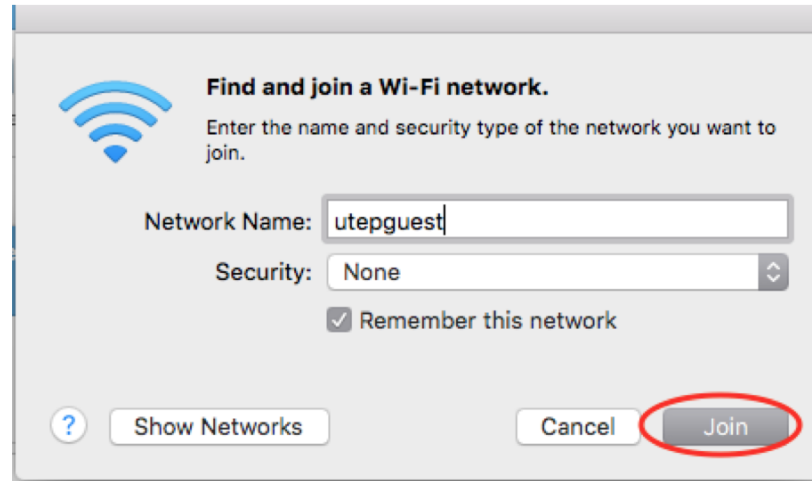 Find and join a Wi-Fi network.
Enter the name and security type of the network you want to
join.
Network Name: utepguest
Security: None
Remember this network
? Show Networks Cancel Join